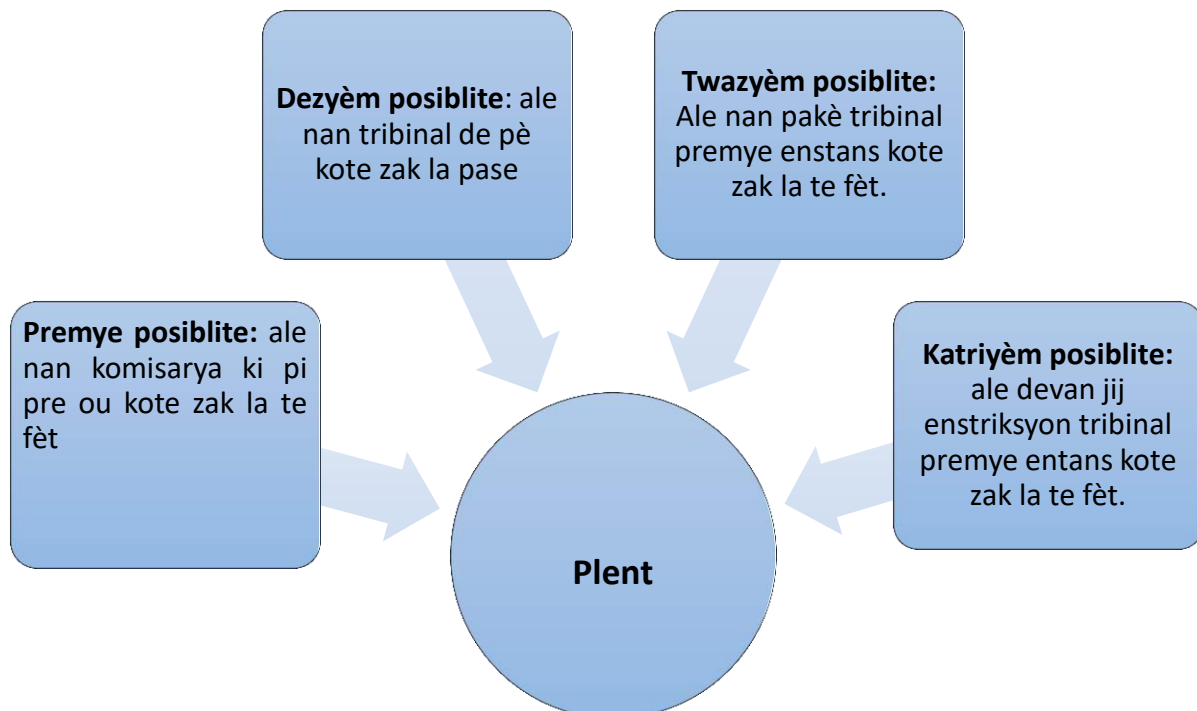 Premye posiblite: ale
nan komisarya ki pi
pre ou kote zak la te
fèt
Dezyèm posiblite: ale
nan tribinal de pè
kote zak la pase
Twazyèm posiblite:
Ale nan pakè tribinal
premye enstans kote
zak la te fèt.
Katriyèm posiblite:
ale devan jij
enstriksyon tribinal
premye entans kote
zak la te fèt.
Plent